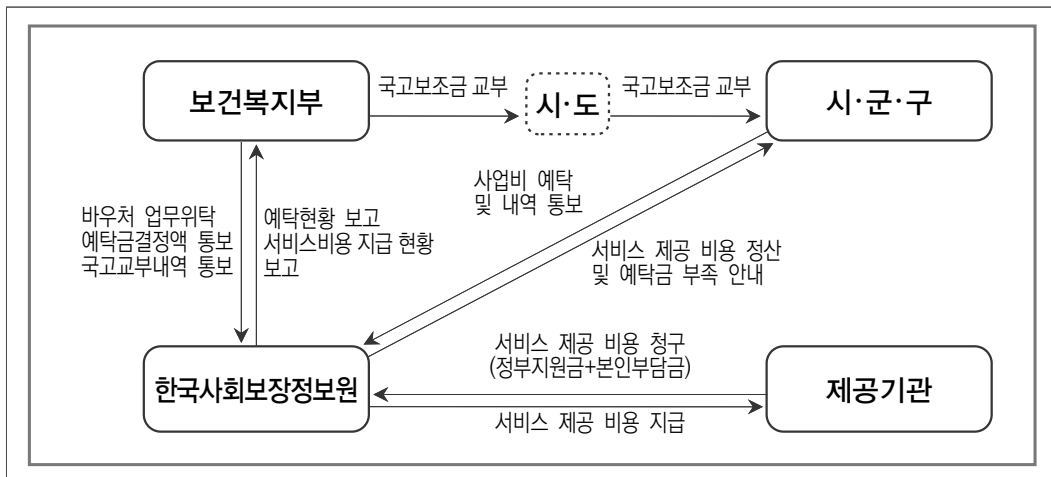 보건복지부
국고보조금 교부
시·도
국고보조금 교부
시·군·구
사업비 예탁
및 내역 통보
바우처 업무위탁
예탁금결정액 통보
국고교부내역 통보
예탁현황 보고
서비스비용 지급 현황
보고
서비스 제공 비용 정산
및 예탁금 부족 안내
한국사회보장정보원
서비스 제공 비용 청구
(정부지원금+본인부담금)
서비스 제공 비용 지급
제공기관